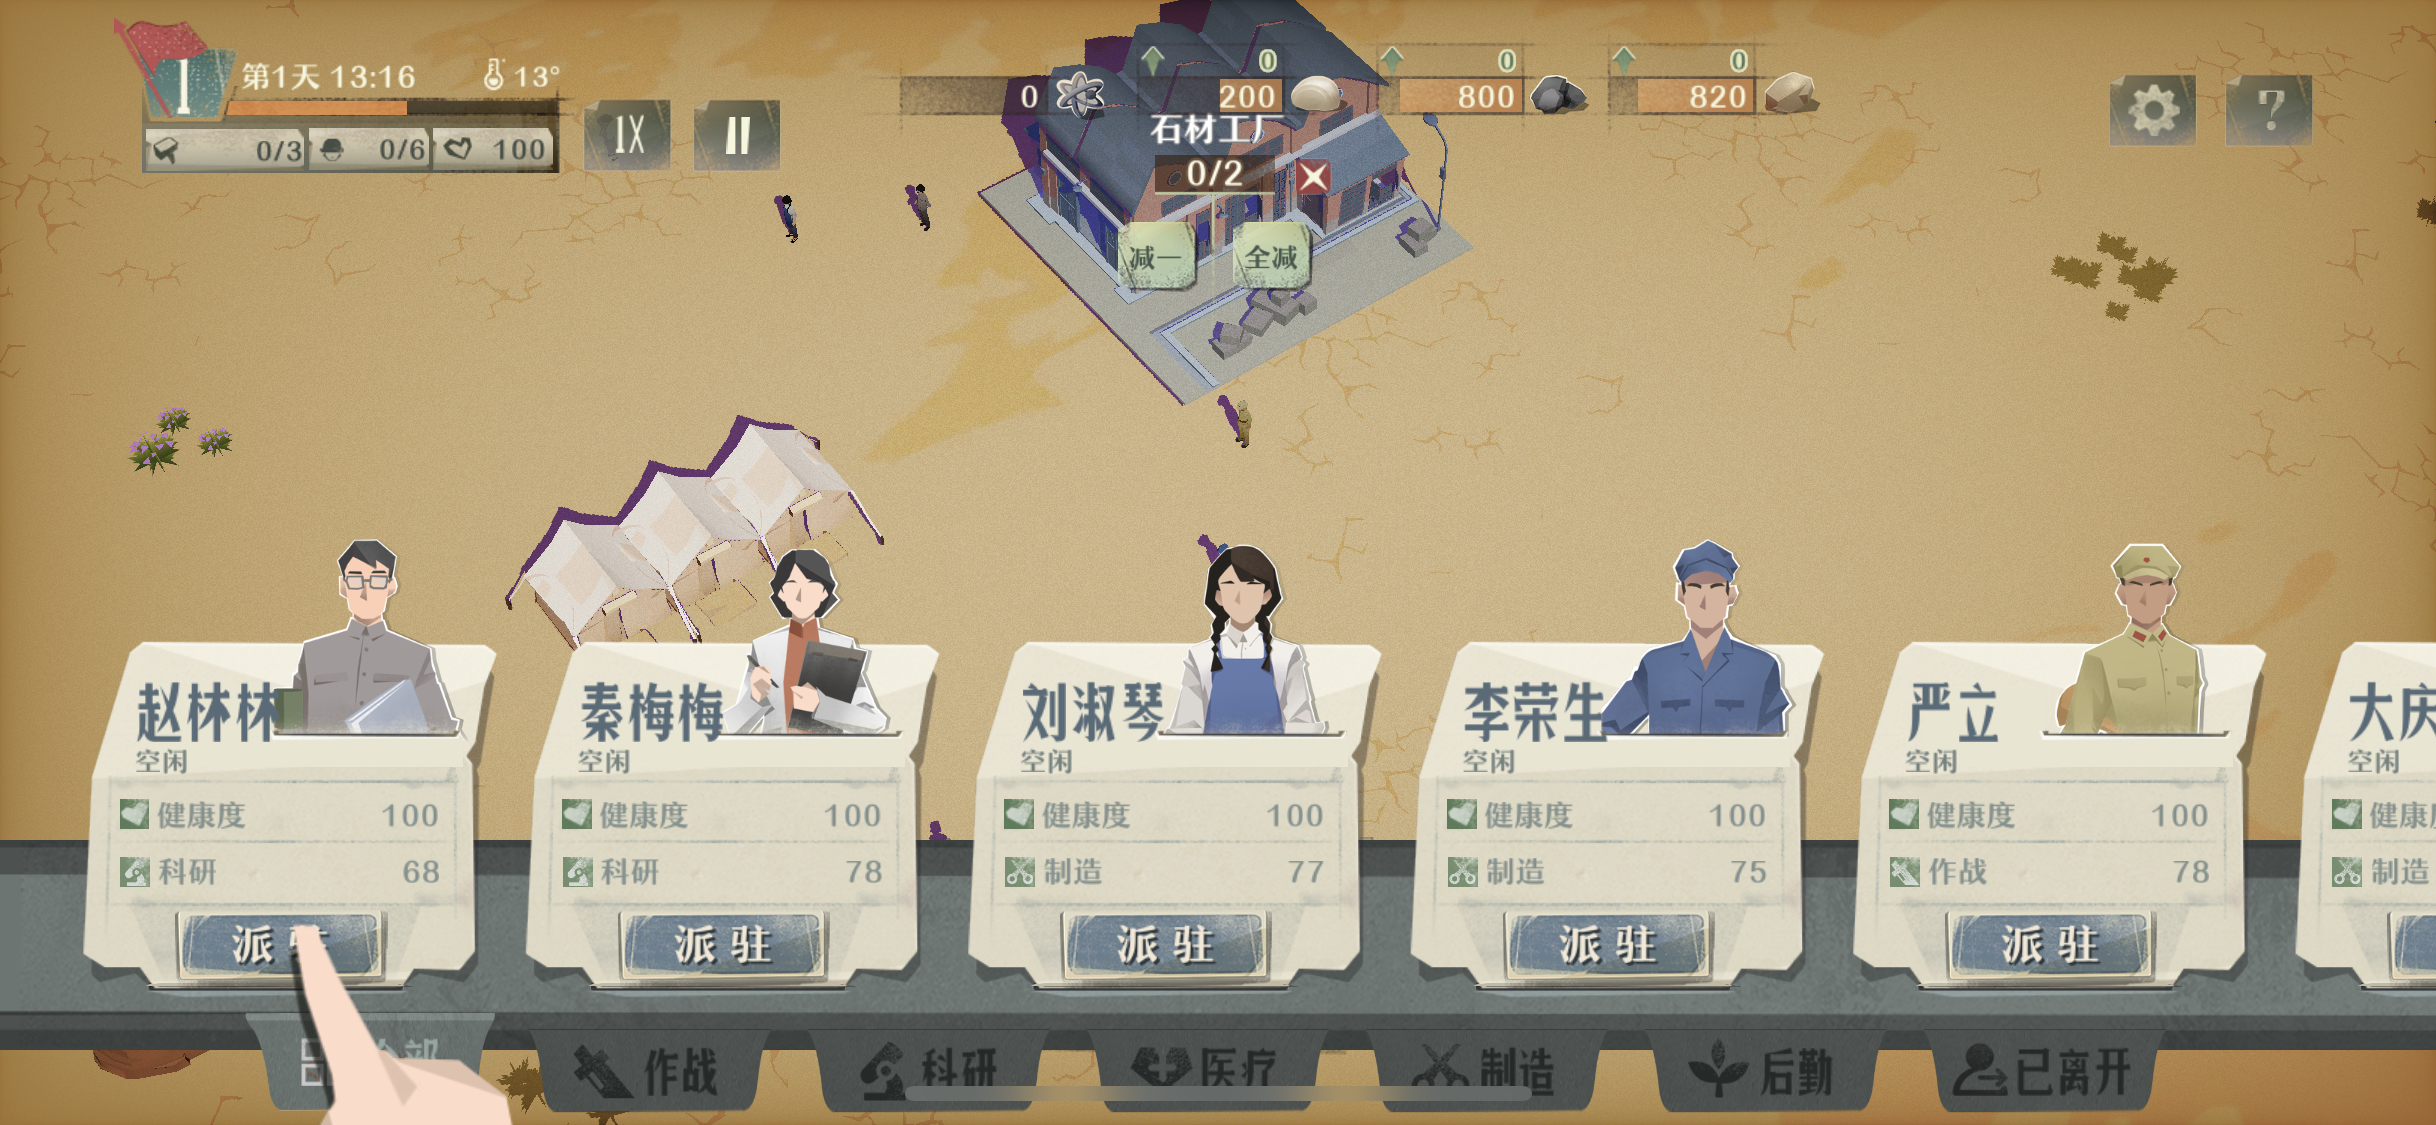 第1天 13:16
13°
0/3
0/6
100
1X
0
0
200
0
800
0
820
?
石材工厂
0/2
减一
全减
赵林林
空闲
健康度 100
科研 68
派驻
秦梅梅
空闲
健康度 100
科研 78
派驻
刘淑琴
空闲
健康度 100
制造 77
派驻
李荣生
空闲
健康度 100
制造 75
派驻
严立
空闲
健康度 100
作战 78
派驻
大庆
空闲
健康度
制造
作战
科研
医疗
制造
后勤
已离开